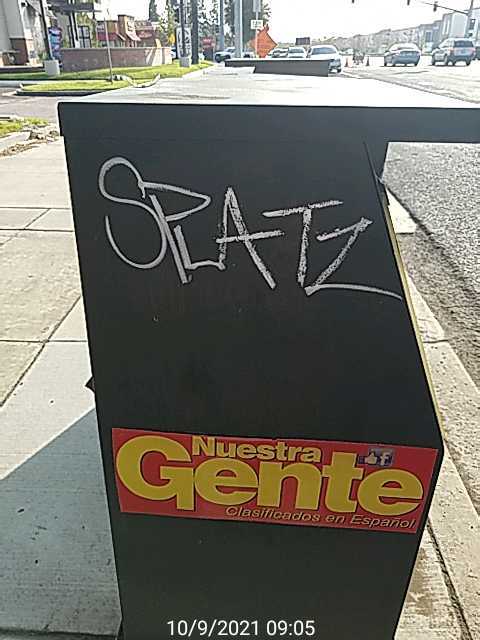 SPLATZ
Nuestra
Gente
Clasificados en Español
10/9/2021 09:05